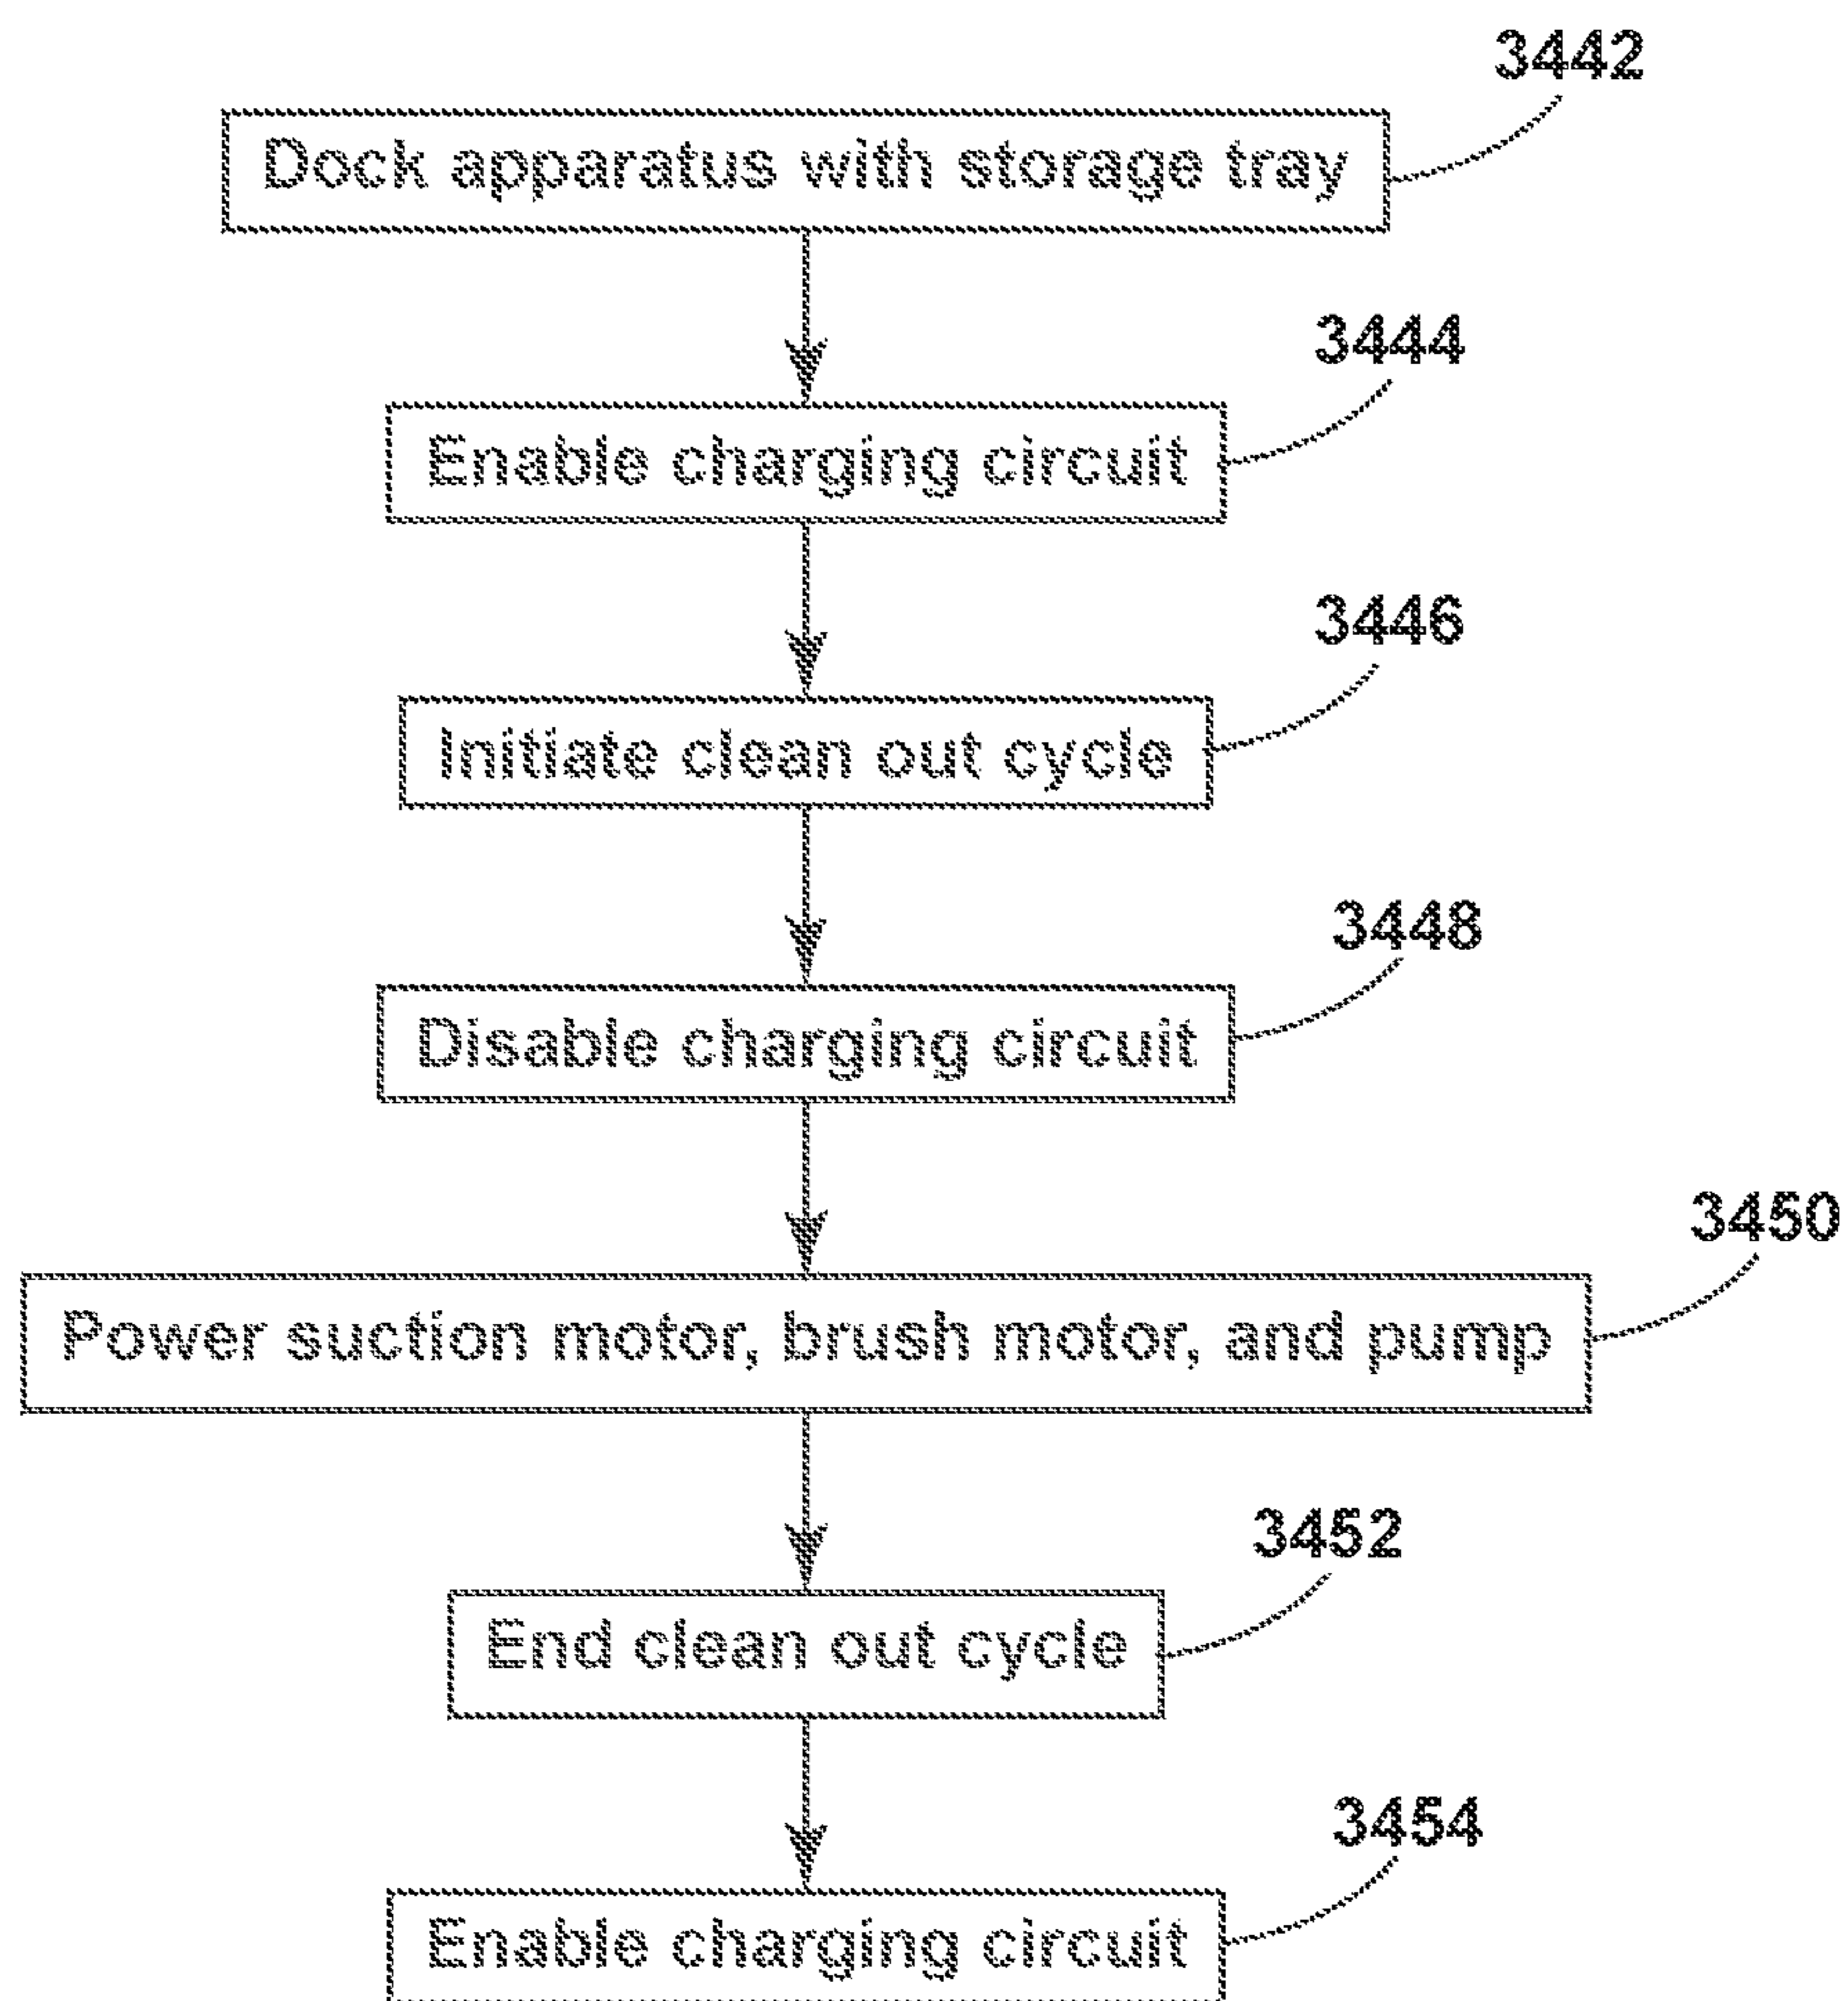 3442
Dock apparatus with storage tray
3444
Enable charging circuit
3446
Initiate clean out cycle
3448
Disable charging circuit
3450
Power suction motor, brush motor, and pump
3452
End clean out cycle
3454
Enable charging circuit